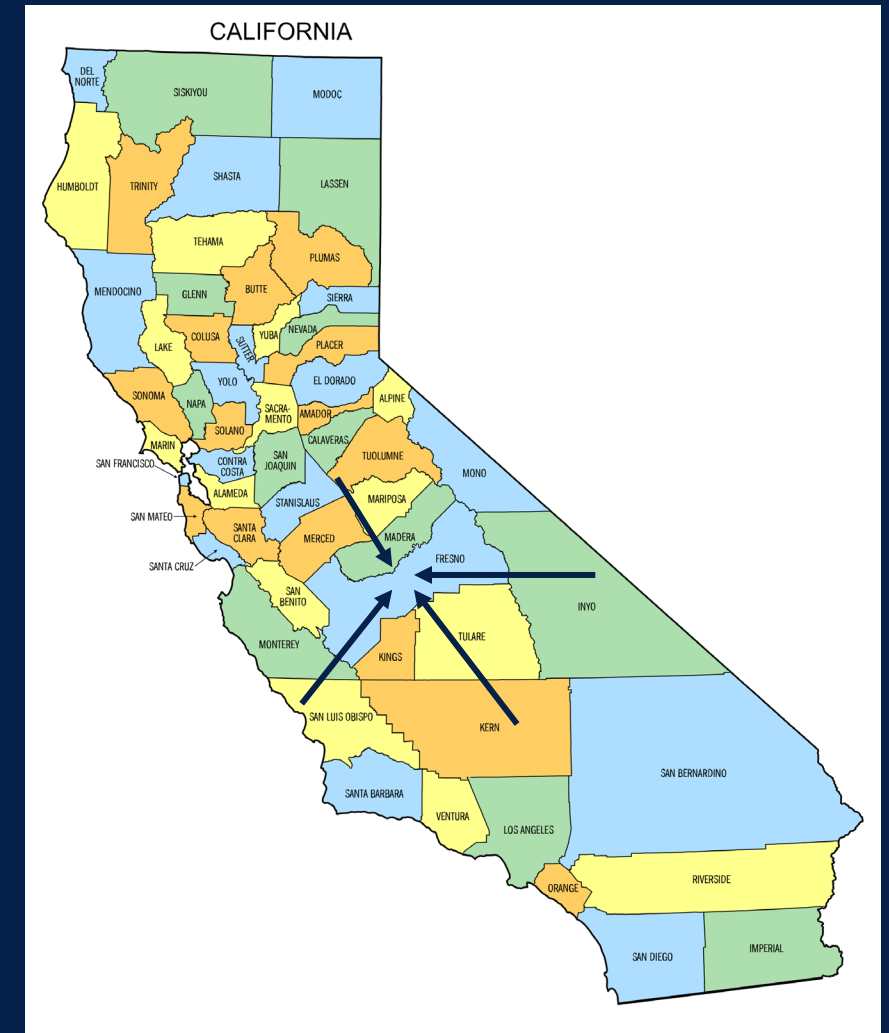 CALIFORNIA
DEL
NORTE
SISKIYOU
MODOC
HUMBOLDT
TRINITY
SHASTA
LASSEN
TEHAMA
PLUMAS
MENDOCINO
GLENN
BUTTE
SIERRA
LAKE
COLUSA
SUTTER
YUBA
NEVADA
PLACER
YOLO
EL DORADO
SONOMA
NAPA
SACRA-
MENTO
ALPINE
SOLANO
AMADOR
MARIN
CALAVERAS
SAN FRANCISCO
CONTRA
COSTA
SAN
JOAQUIN
TUOLUMNE
MONO
ALAMEDA
STANISLAUS
MARIPOSA
SAN MATEO
SANTA
CLARA
MERCED
MADERA
SANTA CRUZ
FRESNO
SAN
BENITO
INYO
MONTEREY
KINGS
TULARE
SAN LUIS OBISPO
KERN
SAN BERNARDINO
SANTA BARBARA
VENTURA
LOS ANGELES
ORANGE
RIVERSIDE
SAN DIEGO
IMPERIAL